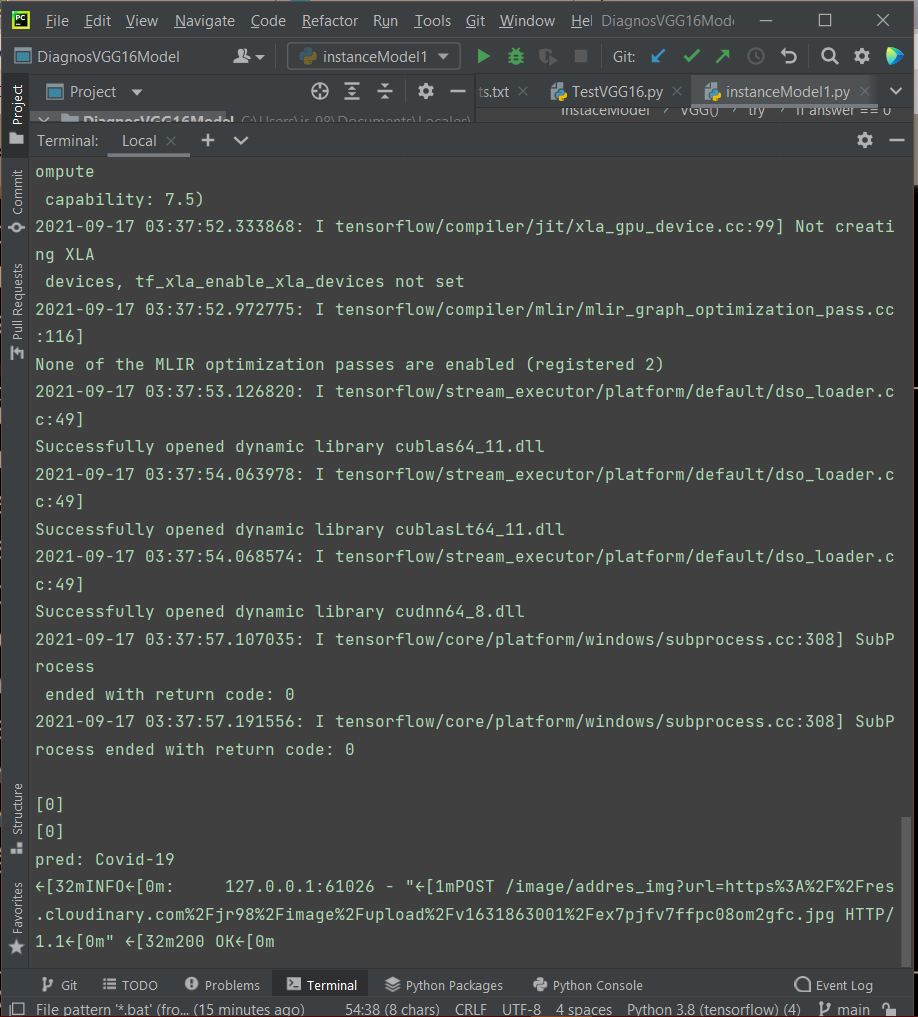 PC File Edit View Navigate Code Refactor Run Tools Git Window Hel DiagnosVGG16Mode
DiagnosVGG16Model instanceModel1 Git:
Project ts.txt TestVGG16.py instanceModel1.py
DiagnosVGG16Model C:\Users\jr_98\Documents\Locales\ InstaceModel VGG() try if answer == 0
Terminal: Local
Project
Commit
Pull Requests
Structure
Favorites
ompute
capability: 7.5)
2021-09-17 03:37:52.333868: I tensorflow/compiler/jit/xla_gpu_device.cc:99] Not creati
ng XLA
devices, tf_xla_enable_xla_devices not set
2021-09-17 03:37:52.972775: I tensorflow/compiler/mlir/mlir_graph_optimization_pass.cc
:116]
None of the MLIR optimization passes are enabled (registered 2)
2021-09-17 03:37:53.126820: I tensorflow/stream_executor/platform/default/dso_loader.c
c:49]
Successfully opened dynamic library cublas64_11.dll
2021-09-17 03:37:54.063978: I tensorflow/stream_executor/platform/default/dso_loader.c
c:49]
Successfully opened dynamic library cublasLt64_11.dll
2021-09-17 03:37:54.068574: I tensorflow/stream_executor/platform/default/dso_loader.c
c:49]
Successfully opened dynamic library cudnn64_8.dll
2021-09-17 03:37:57.107035: I tensorflow/core/platform/windows/subprocess.cc:308] SubP
rocess
ended with return code: 0
2021-09-17 03:37:57.191556: I tensorflow/core/platform/windows/subprocess.cc:308] SubP
rocess ended with return code: 0
[0]
[0]
pred: Covid-19
←[32mINFO←[0m: 127.0.0.1:61026 - "←[1mPOST /image/addres_img?url=https%3A%2F%2Fres
.cloudinary.com%2Fjr98%2Fimage%2Fupload%2Fv1631863001%2Fex7pjfv7ffpc08om2gfc.jpg HTTP/
1.1←[0m" ←[32m200 OK←[0m
Git TODO Problems Terminal Python Packages Python Console Event Log
File pattern '*.bat' (fro... (15 minutes ago) 54:38 (8 chars) CRLF UTF-8 4 spaces Python 3.8 (tensorflow) (4) main